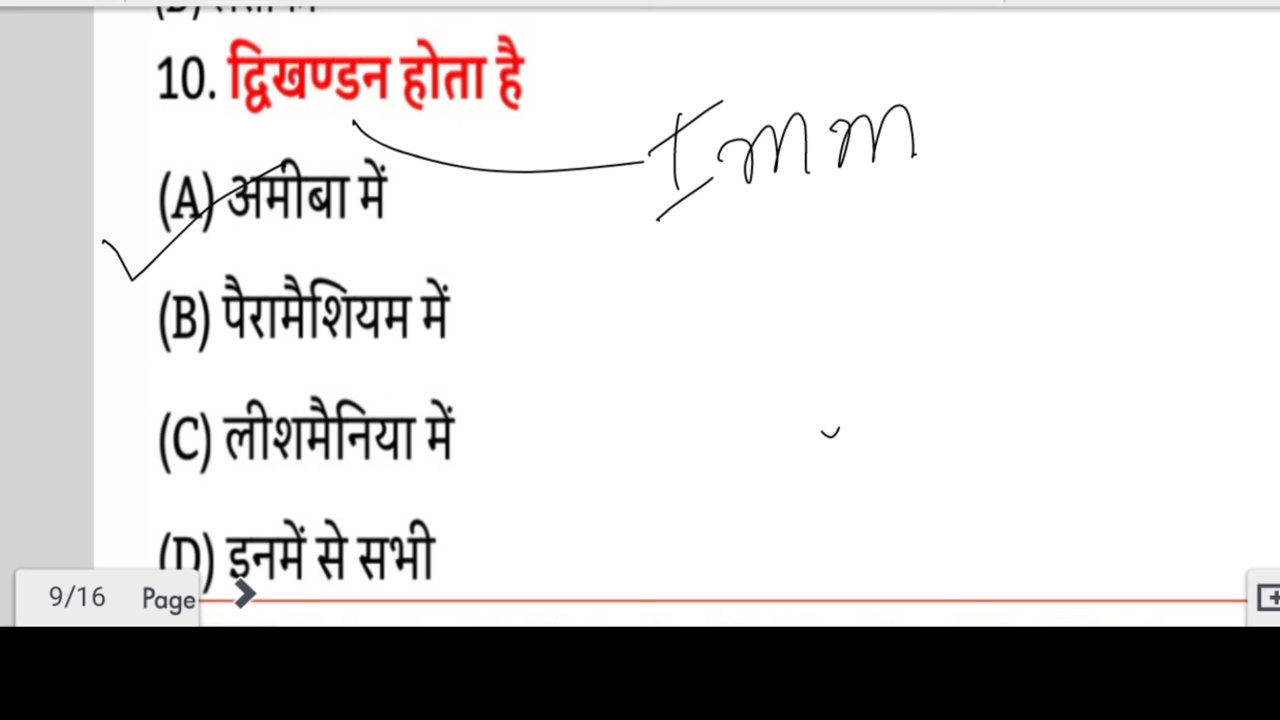 10. द्विखण्डन होता है
Imm
(A) अमीबा में
(B) पैरामैशियम में
(C) लीशमैनिया में
(D) इनमें से सभी
9/16 Page